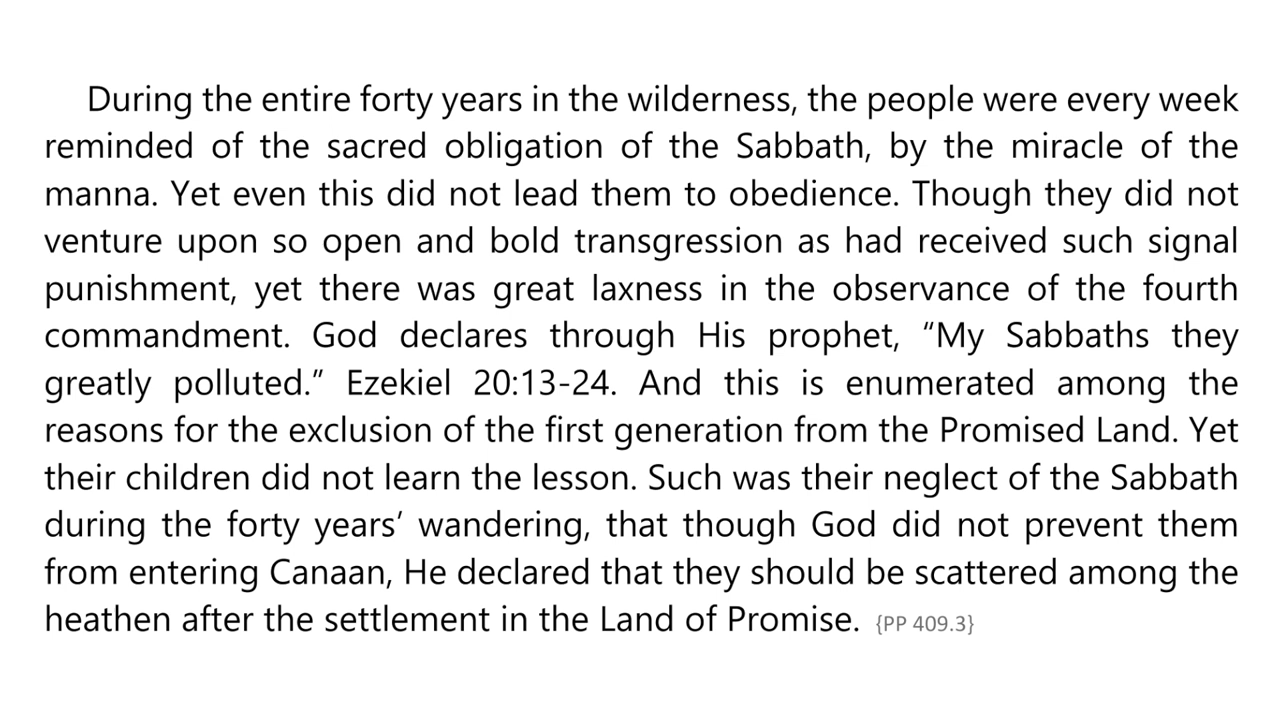 During the entire forty years in the wilderness, the people were every week
reminded of the sacred obligation of the Sabbath, by the miracle of the
manna. Yet even this did not lead them to obedience. Though they did not
venture upon so open and bold transgression as had received such signal
punishment, yet there was great laxness in the observance of the fourth
commandment. God declares through His prophet, “My Sabbaths they
greatly polluted.” Ezekiel 20:13-24. And this is enumerated among the
reasons for the exclusion of the first generation from the Promised Land. Yet
their children did not learn the lesson. Such was their neglect of the Sabbath
during the forty years’ wandering, that though God did not prevent them
from entering Canaan, He declared that they should be scattered among the
heathen after the settlement in the Land of Promise. {PP 409.3}